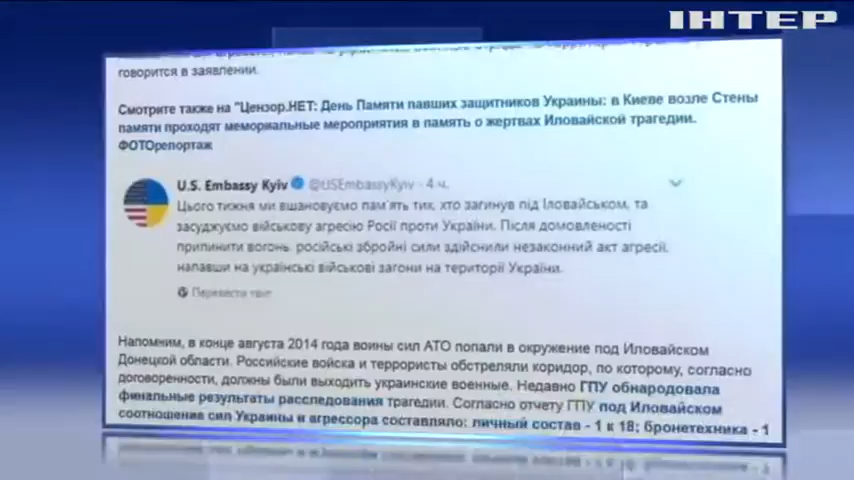 ІНТЕР
говорится в заявлении.
Смотрите также на "Цензор.НЕТ: День Памяти павших защитников Украины: в Киеве возле Стены
памяти проходят мемориальные мероприятия в память о жертвах Иловайской трагедии.
ФОТОрепортаж
U.S. Embassy Kyiv @USEmbassyKyiv · 4 ч.
Цього тижня ми вшановуємо пам'ять тих, хто загинув під Іловайськом, та
засуджуємо військову агресію Росії проти України. Після домовленості
припинити вогонь, російські збройні сили здійснили незаконний акт агресії,
напавши на українські військові загони на території України.
Перевести твит
Напомним, в конце августа 2014 года воины сил АТО попали в окружение под Иловайском
Донецкой области. Российские войска и террористы обстреляли коридор, по которому, согласно
договоренности, должны были выходить украинские военные. Недавно ГПУ обнародовала
финальные результаты расследования трагедии. Согласно отчету ГПУ под Иловайском
соотношение сил Украины и агрессора составляло: личный состав - 1 к 18; бронетехника - 1